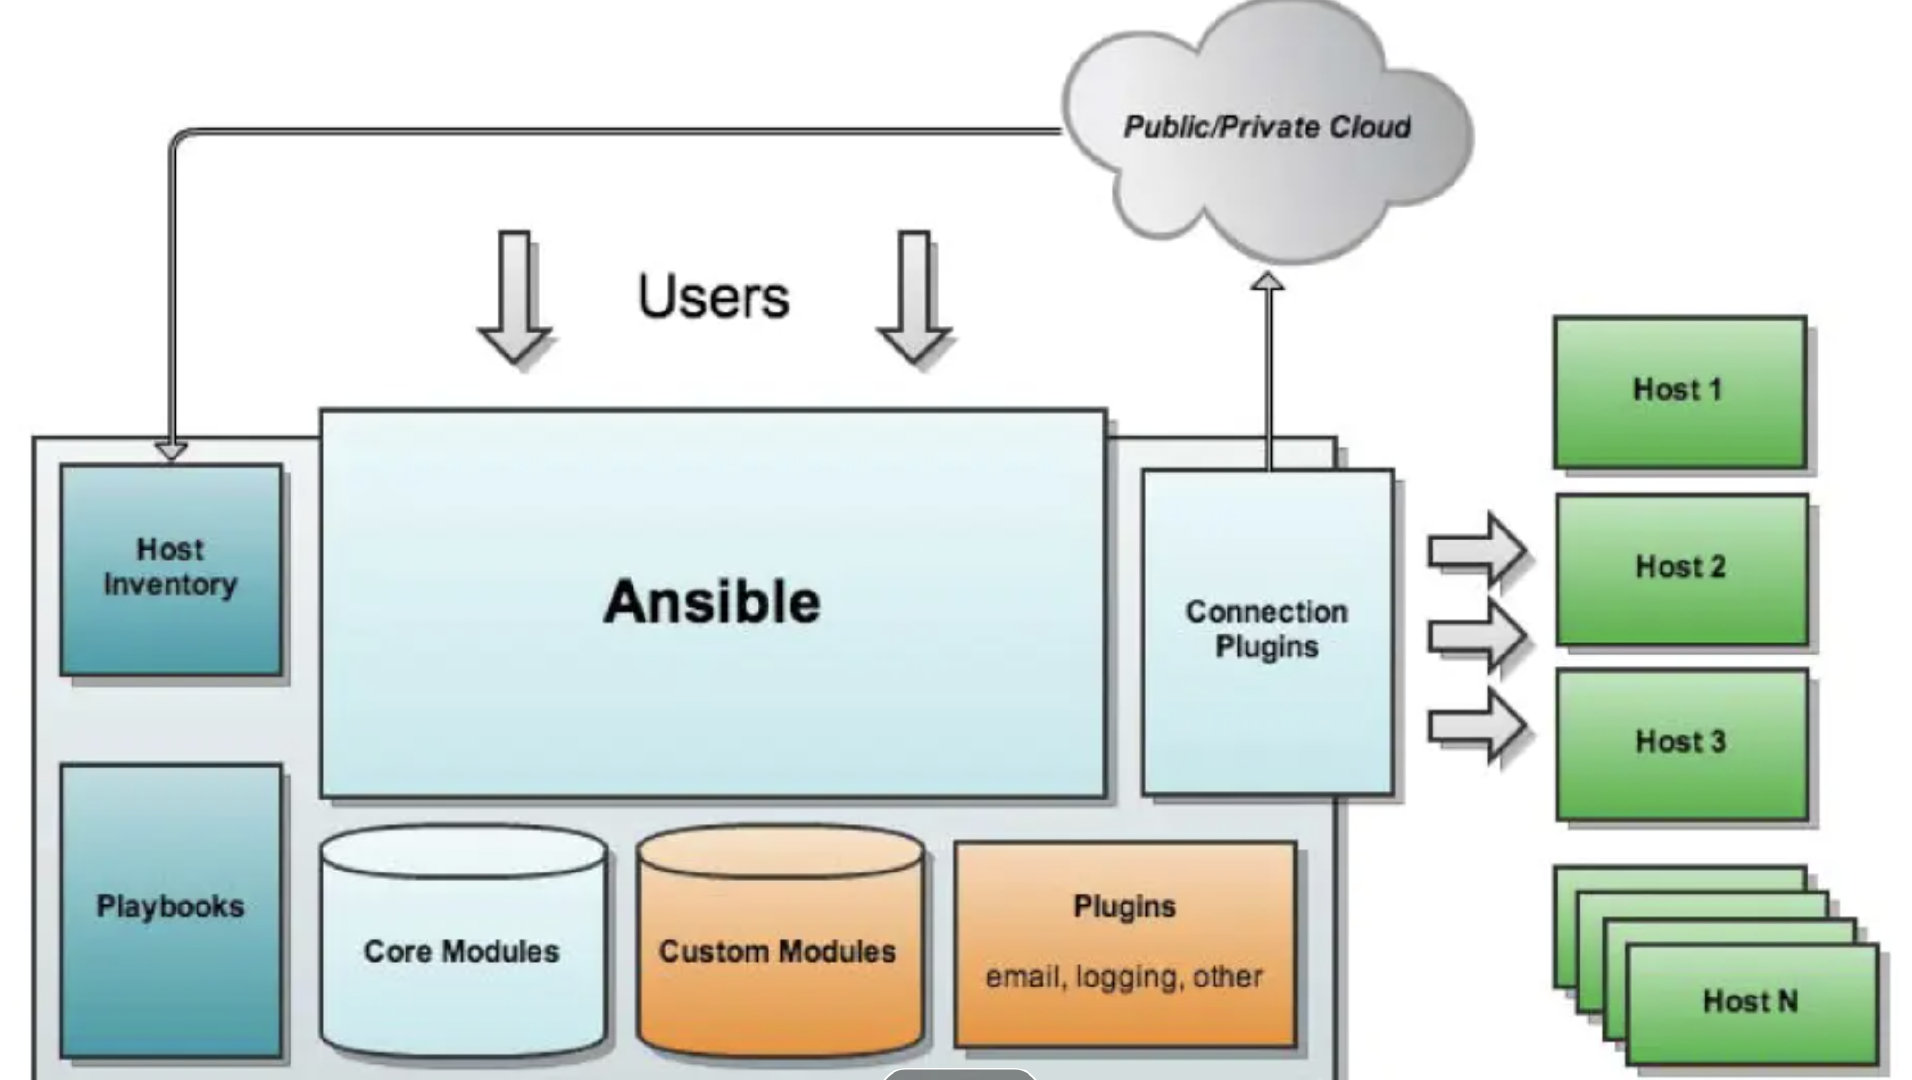 Public/Private Cloud
Users
Host 1
Host
Inventory
Ansible
Connection
Plugins
Host 2
Host 3
Playbooks
Core Modules
Custom Modules
Plugins
email, logging, other
Host N